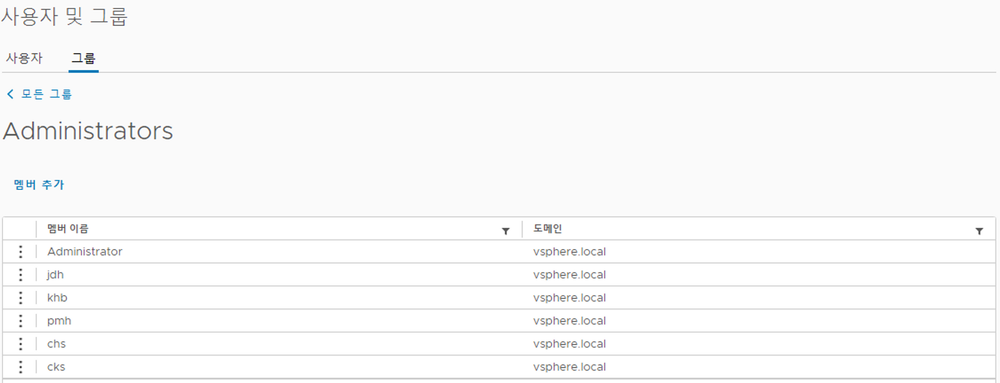 사용자 및 그룹
사용자 그룹
모든 그룹
Administrators
멤버 추가
멤버 이름 도메인
Administrator vsphere.local
jdh vsphere.local
khb vsphere.local
pmh vsphere.local
chs vsphere.local
cks vsphere.local